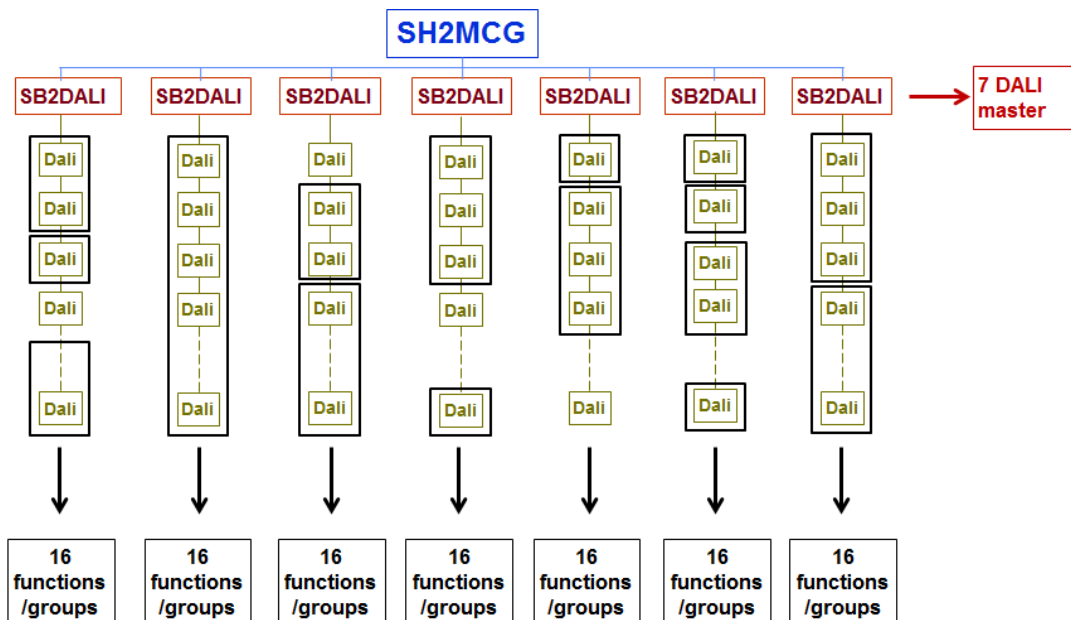 SH2MCG
SB2DALI SB2DALI SB2DALI SB2DALI SB2DALI SB2DALI SB2DALI
7 DALI
master
Dali Dali Dali Dali Dali Dali Dali
Dali Dali Dali Dali Dali Dali Dali
Dali Dali Dali Dali Dali Dali Dali
Dali Dali Dali Dali Dali Dali Dali
Dali Dali Dali Dali Dali Dali Dali
16 16 16 16 16 16 16
functions functions functions functions functions functions functions
/groups /groups /groups /groups /groups /groups /groups